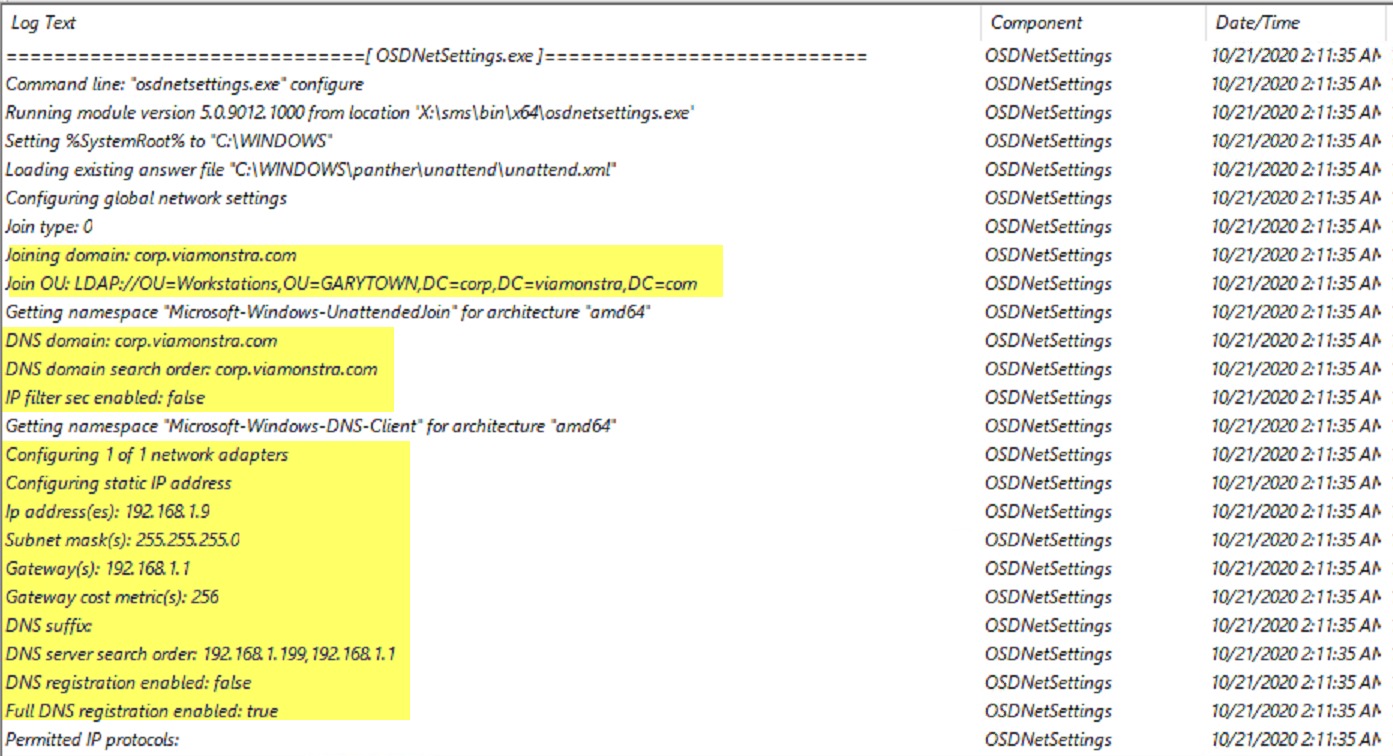 Log Text Component Date/Time
==============================[ OSDNetSettings.exe ]=========================== OSDNetSettings 10/21/2020 2:11:35 AM
Command line: "osdnetsettings.exe" configure OSDNetSettings 10/21/2020 2:11:35 AM
Running module version 5.0.9012.1000 from location 'X:\sms\bin\x64\osdnetsettings.exe' OSDNetSettings 10/21/2020 2:11:35 AM
Setting %SystemRoot% to "C:\WINDOWS" OSDNetSettings 10/21/2020 2:11:35 AM
Loading existing answer file "C:\WINDOWS\panther\unattend\unattend.xml" OSDNetSettings 10/21/2020 2:11:35 AM
Configuring global network settings OSDNetSettings 10/21/2020 2:11:35 AM
Join type: 0 OSDNetSettings 10/21/2020 2:11:35 AM
Joining domain: corp.viamonstra.com OSDNetSettings 10/21/2020 2:11:35 AM
Join OU: LDAP://OU=Workstations,OU=GARYTOWN,DC=corp,DC=viamonstra,DC=com OSDNetSettings 10/21/2020 2:11:35 AM
Getting namespace "Microsoft-Windows-UnattendedJoin" for architecture "amd64" OSDNetSettings 10/21/2020 2:11:35 AM
DNS domain: corp.viamonstra.com OSDNetSettings 10/21/2020 2:11:35 AM
DNS domain search order: corp.viamonstra.com OSDNetSettings 10/21/2020 2:11:35 AM
IP filter sec enabled: false OSDNetSettings 10/21/2020 2:11:35 AM
Getting namespace "Microsoft-Windows-DNS-Client" for architecture "amd64" OSDNetSettings 10/21/2020 2:11:35 AM
Configuring 1 of 1 network adapters OSDNetSettings 10/21/2020 2:11:35 AM
Configuring static IP address OSDNetSettings 10/21/2020 2:11:35 AM
Ip address(es): 192.168.1.9 OSDNetSettings 10/21/2020 2:11:35 AM
Subnet mask(s): 255.255.255.0 OSDNetSettings 10/21/2020 2:11:35 AM
Gateway(s): 192.168.1.1 OSDNetSettings 10/21/2020 2:11:35 AM
Gateway cost metric(s): 256 OSDNetSettings 10/21/2020 2:11:35 AM
DNS suffix: OSDNetSettings 10/21/2020 2:11:35 AM
DNS server search order: 192.168.1.199,192.168.1.1 OSDNetSettings 10/21/2020 2:11:35 AM
DNS registration enabled: false OSDNetSettings 10/21/2020 2:11:35 AM
Full DNS registration enabled: true OSDNetSettings 10/21/2020 2:11:35 AM
Permitted IP protocols: OSDNetSettings 10/21/2020 2:11:35 AM